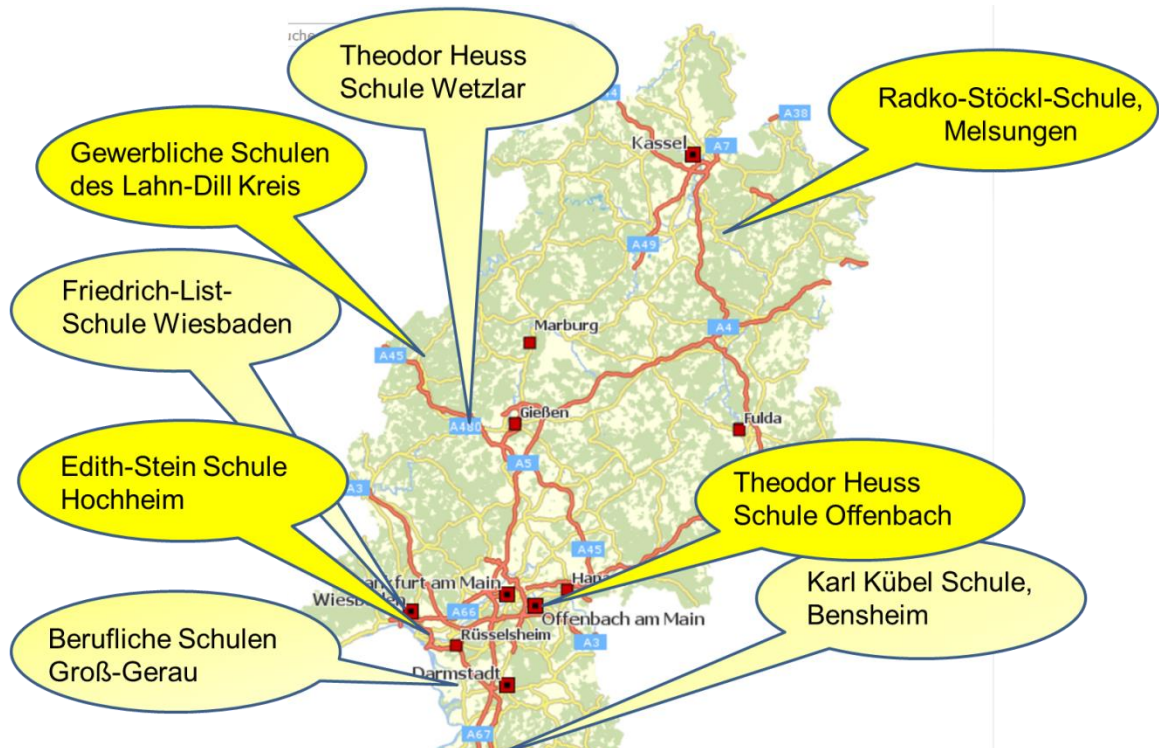 Theodor Heuss
Schule Wetzlar
Radko-Stöckl-Schule,
Melsungen
Gewerbliche Schulen
des Lahn-Dill Kreis
Friedrich-List-
Schule Wiesbaden
Edith-Stein Schule
Hochheim
Theodor Heuss
Schule Offenbach
Karl Kübel Schule,
Bensheim
Berufliche Schulen
Groß-Gerau
A38
Kassel
A7
A49
Marburg
A4
A45
Gießen
A480
Fulda
A5
A3
A45
am Main
Wiesbaden
A66
Offenbach am Main
Rüsselsheim
A3
Darmstadt
A67